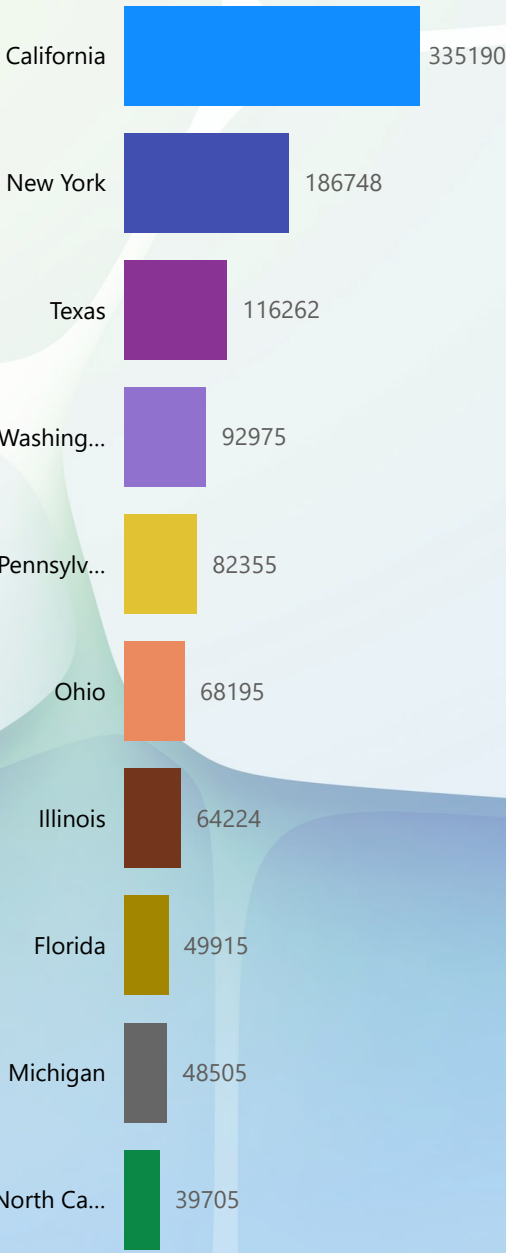 California 335190
New York 186748
Texas 116262
Washing... 92975
Pennsylv... 82355
Ohio 68195
Illinois 64224
Florida 49915
Michigan 48505
North Ca... 39705